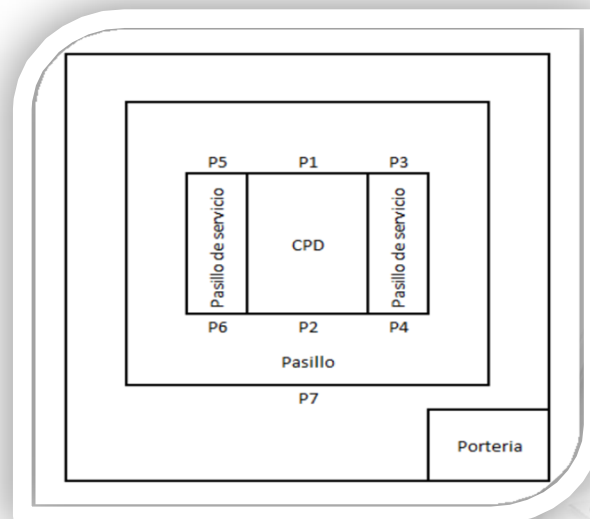 P5 P1 P3
Pasillo de servicio
CPD
Pasillo de servicio
P6 P2 P4
Pasillo
P7
Porteria